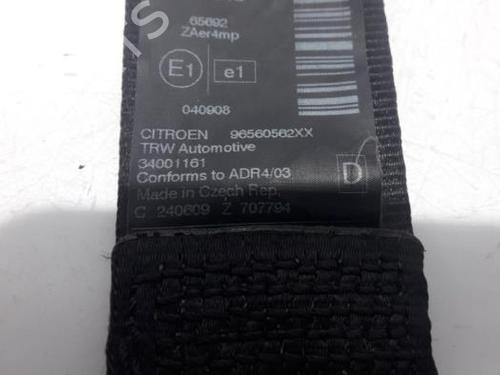 65692
ZAer4mp
E1 e1
040908
CITROEN 96560562XX
TRW Automotive
34001161
Conforms to ADR4/03
D
Made in Czech Rep.
C 240609 Z 707794